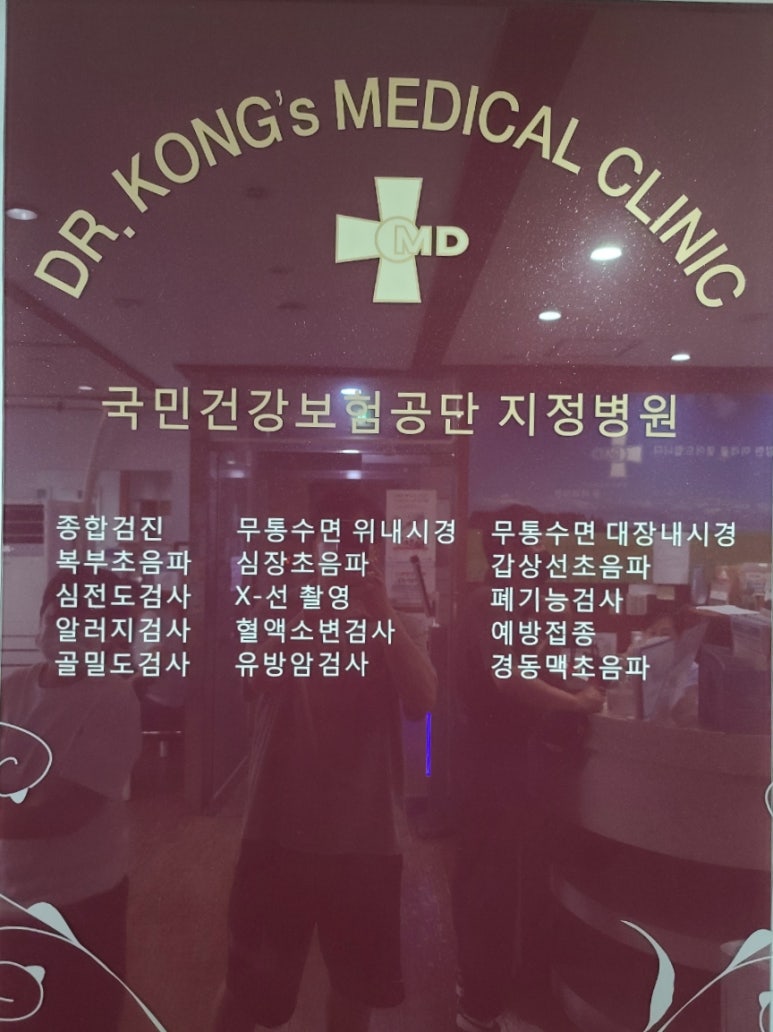 DR. KONG's MEDICAL CLINIC
CMD
국민건강보험공단 지정병원
종합검진 무통수면 위내시경 무통수면 대장내시경
복부초음파 심장초음파 갑상선초음파
심전도검사 X-선 촬영 폐기능검사
알러지검사 혈액소변검사 예방접종
골밀도검사 유방암검사 경동맥초음파